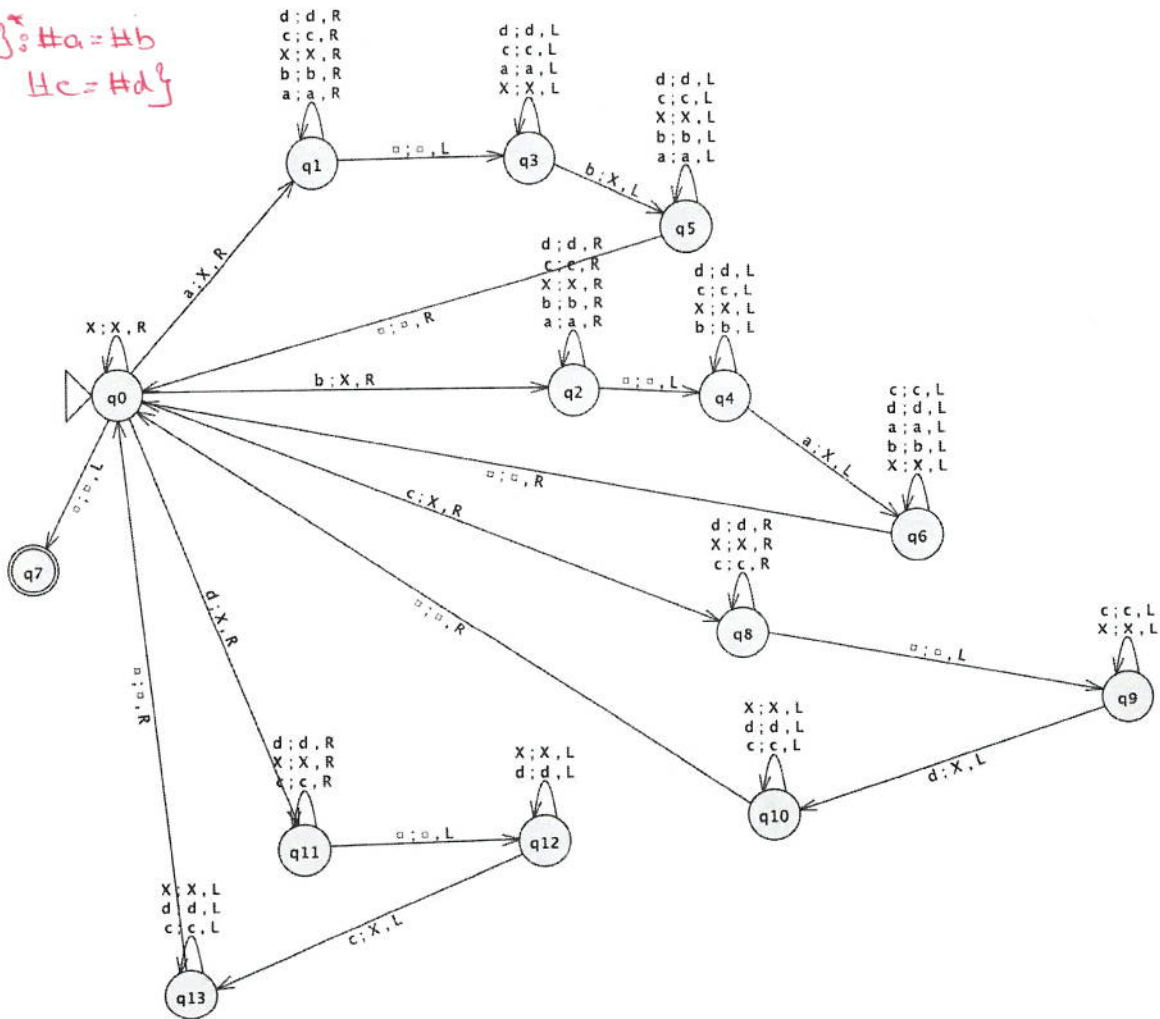 }*: #a = #b
#c = #d}
d ; d , R
c ; c , R
X ; X , R
b ; b , R
a ; a , R
q1
□ ; □ , L
d ; d , L
c ; c , L
a ; a , L
X ; X , L
q3
b ; X , L
d ; d , L
c ; c , L
X ; X , L
b ; b , L
a ; a , L
q5
a ; X , R
□ ; □ , R
X ; X , R
q0
b ; X , R
d ; d , R
c ; c , R
X ; X , R
b ; b , R
a ; a , R
q2
□ ; □ , L
d ; d , L
c ; c , L
X ; X , L
b ; b , L
q4
a ; X , L
c ; c , L
d ; d , L
a ; a , L
b ; b , L
X ; X , L
q6
□ ; □ , R
□ ; □ , L
q7
c ; X , R
d ; d , R
X ; X , R
c ; c , R
q8
□ ; □ , L
c ; c , L
X ; X , L
q9
d ; X , L
X ; X , L
d ; d , L
c ; c , L
q10
□ ; □ , R
d ; X , R
d ; d , R
X ; X , R
c ; c , R
q11
□ ; □ , L
X ; X , L
d ; d , L
q12
c ; X , L
X ; X , L
d ; d , L
c ; c , L
q13
□ ; □ , R